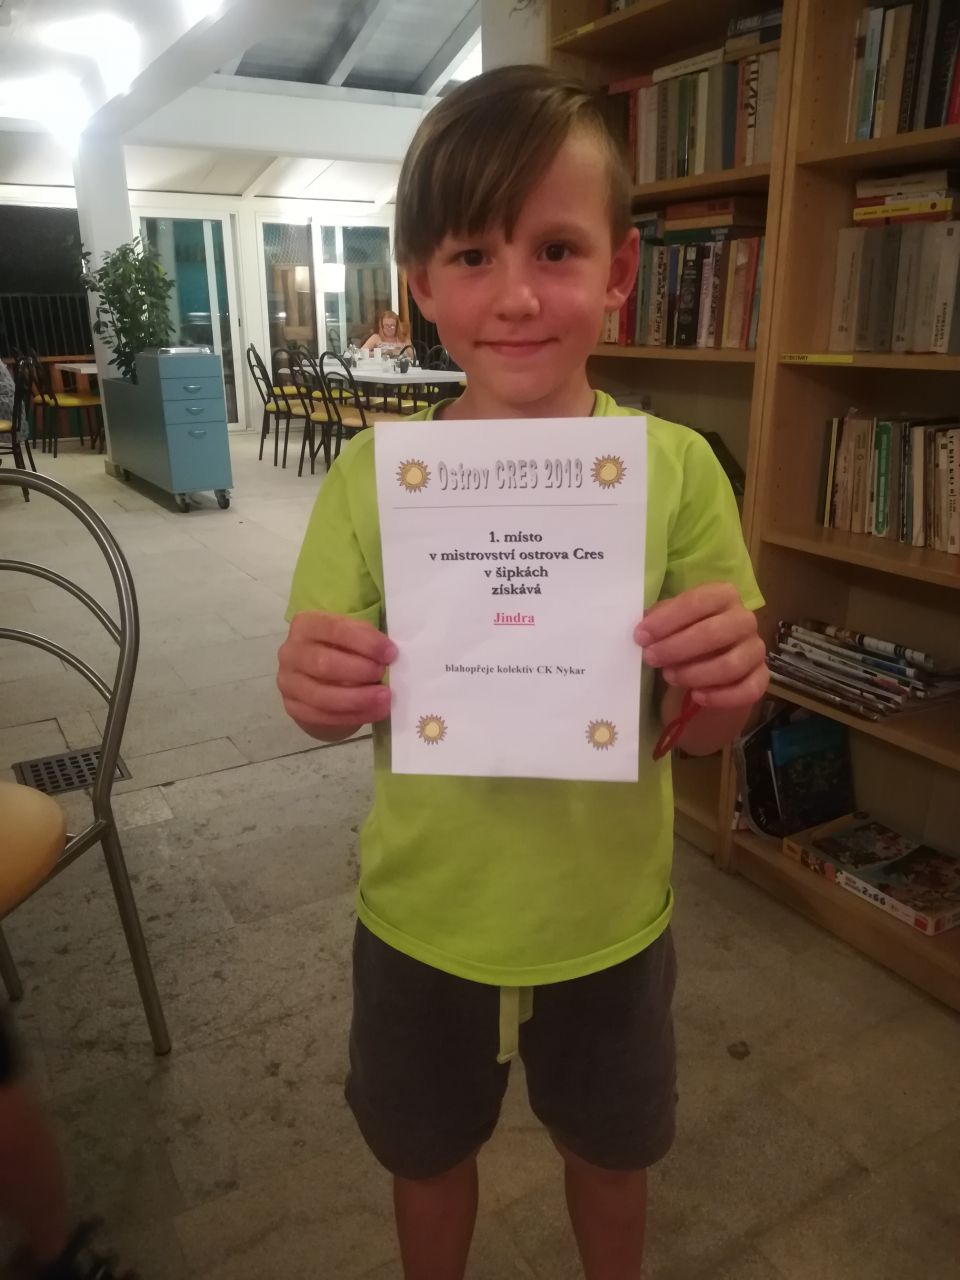 Ostrov CRES 2018
1. místo
v mistrovství ostrova Cres
v šipkách
získává
Jindra
blahopřeje kolektiv CK Nykar